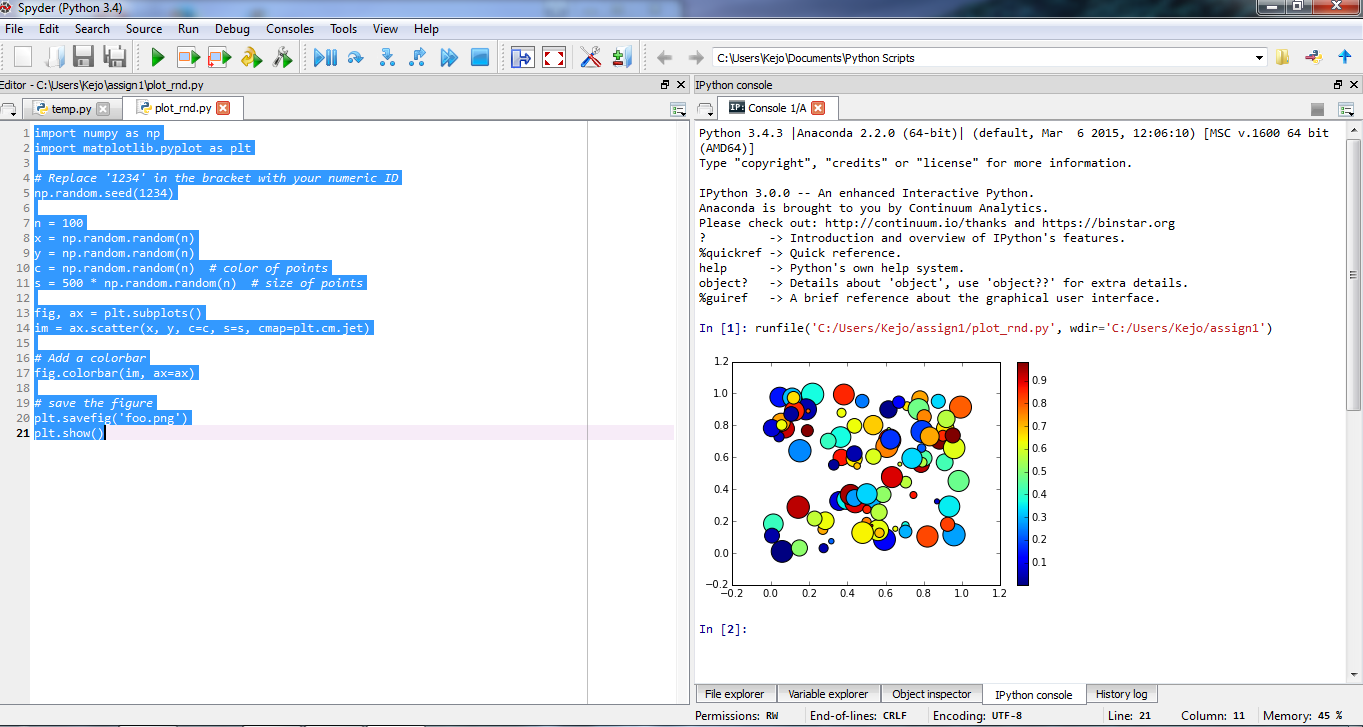 Spyder (Python 3.4)
File Edit Search Source Run Debug Consoles Tools View Help
C:\Users\Kejo\Documents\Python Scripts
Editor - C:\Users\Kejo\assign1\plot_rnd.py
temp.py plot_rnd.py
1 import numpy as np
2 import matplotlib.pyplot as plt
3
4 # Replace '1234' in the bracket with your numeric ID
5 np.random.seed(1234)
6
7 n = 100
8 x = np.random.random(n)
9 y = np.random.random(n)
10 c = np.random.random(n)  # color of points
11 s = 500 * np.random.random(n)  # size of points
12
13 fig, ax = plt.subplots()
14 im = ax.scatter(x, y, c=c, s=s, cmap=plt.cm.jet)
15
16 # Add a colorbar
17 fig.colorbar(im, ax=ax)
18
19 # save the figure
20 plt.savefig('foo.png')
21 plt.show()
IPython console
IP: Console 1/A
Python 3.4.3 |Anaconda 2.2.0 (64-bit)| (default, Mar  6 2015, 12:06:10) [MSC v.1600 64 bit
(AMD64)]
Type "copyright", "credits" or "license" for more information.
IPython 3.0.0 -- An enhanced Interactive Python.
Anaconda is brought to you by Continuum Analytics.
Please check out: http://continuum.io/thanks and https://binstar.org
?         -> Introduction and overview of IPython's features.
%quickref -> Quick reference.
help      -> Python's own help system.
object?   -> Details about 'object', use 'object??' for extra details.
%guiref   -> A brief reference about the graphical user interface.
In [1]: runfile('C:/Users/Kejo/assign1/plot_rnd.py', wdir='C:/Users/Kejo/assign1')
1.2
1.0
0.8
0.6
0.4
0.2
0.0
−0.2
−0.2 0.0 0.2 0.4 0.6 0.8 1.0 1.2
0.9
0.8
0.7
0.6
0.5
0.4
0.3
0.2
0.1
In [2]:
File explorer Variable explorer Object inspector IPython console History log
Permissions: RW End-of-lines: CRLF Encoding: UTF-8 Line: 21 Column: 11 Memory: 45 %